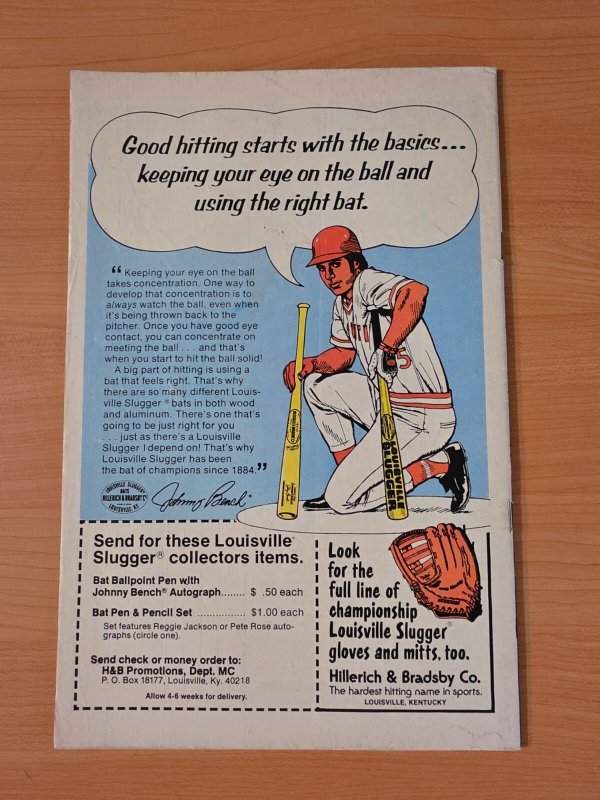 Good hitting starts with the basics...
keeping your eye on the ball and
using the right bat.
“ Keeping your eye on the ball
takes concentration. One way to
develop that concentration is to
always watch the ball, even when
it's being thrown back to the
pitcher. Once you have good eye
contact, you can concentrate on
meeting the ball . . . and that's
when you start to hit the ball solid!
A big part of hitting is using a
bat that feels right. That's why
there are so many different Louis-
ville Slugger® bats in both wood
and aluminum. There's one that's
going to be just right for you
. . . just as there's a Louisville
Slugger I depend on! That's why
Louisville Slugger has been
the bat of champions since 1884.”
LOUISVILLE SLUGGER
BATS
HILLERICH & BRADSBY Co
LOUISVILLE, KY.
Johnny Bench
5
LOUISVILLE
SLUGGER
Send for these Louisville
Slugger® collectors items.
Bat Ballpoint Pen with
Johnny Bench® Autograph........ $ .50 each
Bat Pen & Pencil Set ................ $1.00 each
Set features Reggie Jackson or Pete Rose auto-
graphs (circle one).
Send check or money order to:
H&B Promotions, Dept. MC
P. O. Box 18177, Louisville, Ky. 40218
Allow 4-6 weeks for delivery.
Look
for the
full line of
championship
Louisville Slugger®
gloves and mitts, too.
Hillerich & Bradsby Co.
The hardest hitting name in sports.
LOUISVILLE, KENTUCKY